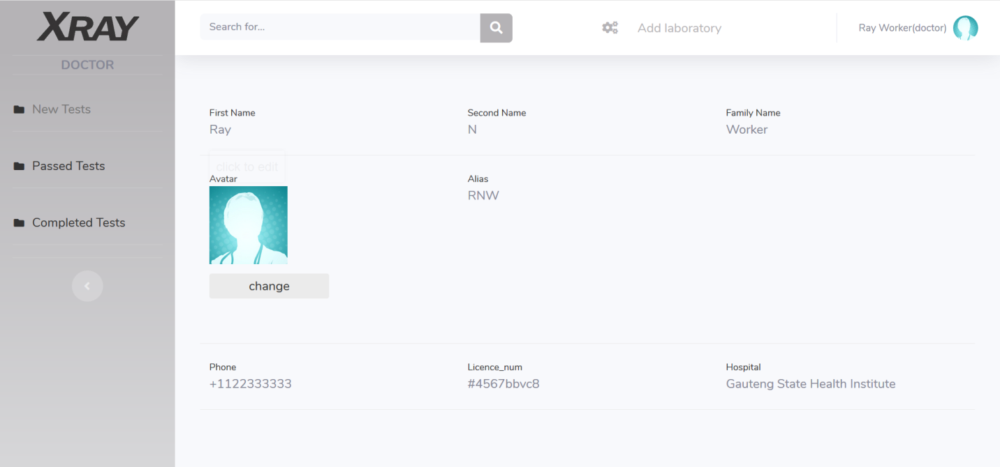 XRAY
DOCTOR
New Tests
Passed Tests
Completed Tests
Search for...
Add laboratory
Ray Worker(doctor)
First Name
Second Name
Family Name
Ray
N
Worker
click to edit
Avatar
Alias
RNW
change
Phone
Licence_num
Hospital
+1122333333
#4567bbvc8
Gauteng State Health Institute